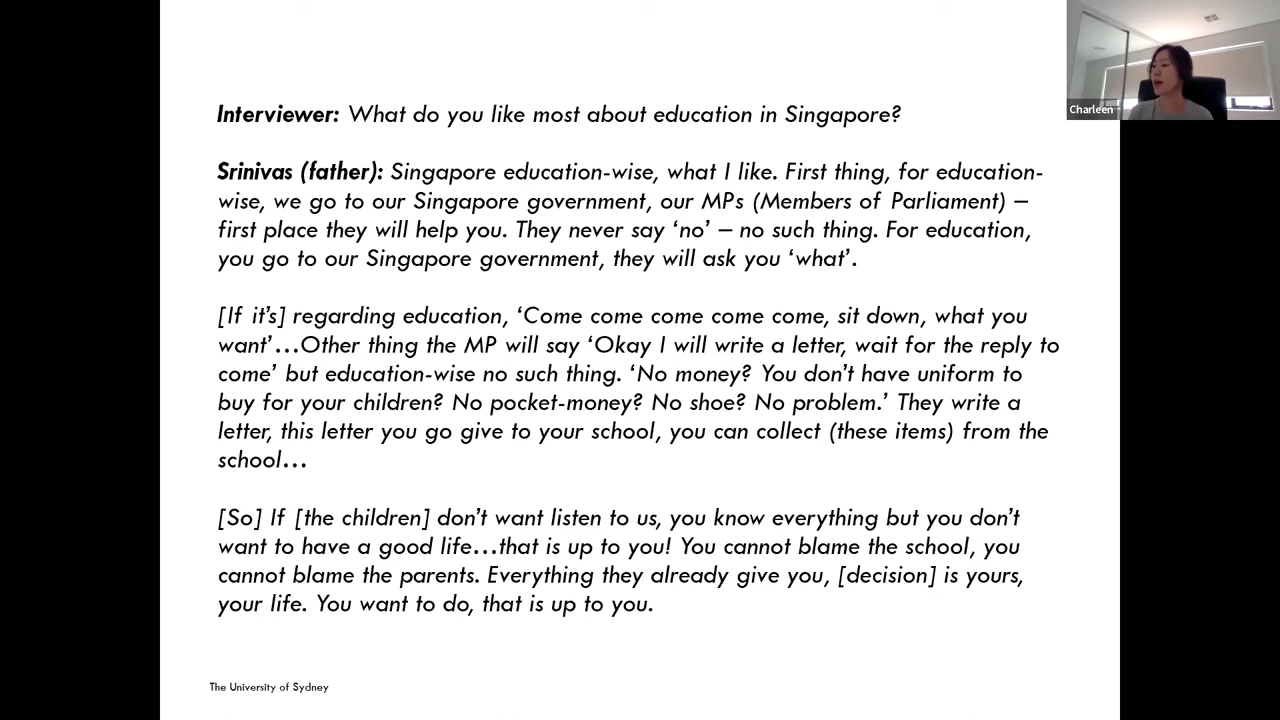 Charleen
Interviewer: What do you like most about education in Singapore?
Srinivas (father): Singapore education-wise, what I like. First thing, for education-
wise, we go to our Singapore government, our MPs (Members of Parliament) –
first place they will help you. They never say ‘no’ – no such thing. For education,
you go to our Singapore government, they will ask you ‘what’.
[If it’s] regarding education, ‘Come come come come come, sit down, what you
want’…Other thing the MP will say ‘Okay I will write a letter, wait for the reply to
come’ but education-wise no such thing. ‘No money? You don’t have uniform to
buy for your children? No pocket-money? No shoe? No problem.’ They write a
letter, this letter you go give to your school, you can collect (these items) from the
school…
[So] If [the children] don’t want listen to us, you know everything but you don’t
want to have a good life…that is up to you! You cannot blame the school, you
cannot blame the parents. Everything they already give you, [decision] is yours,
your life. You want to do, that is up to you.
The University of Sydney